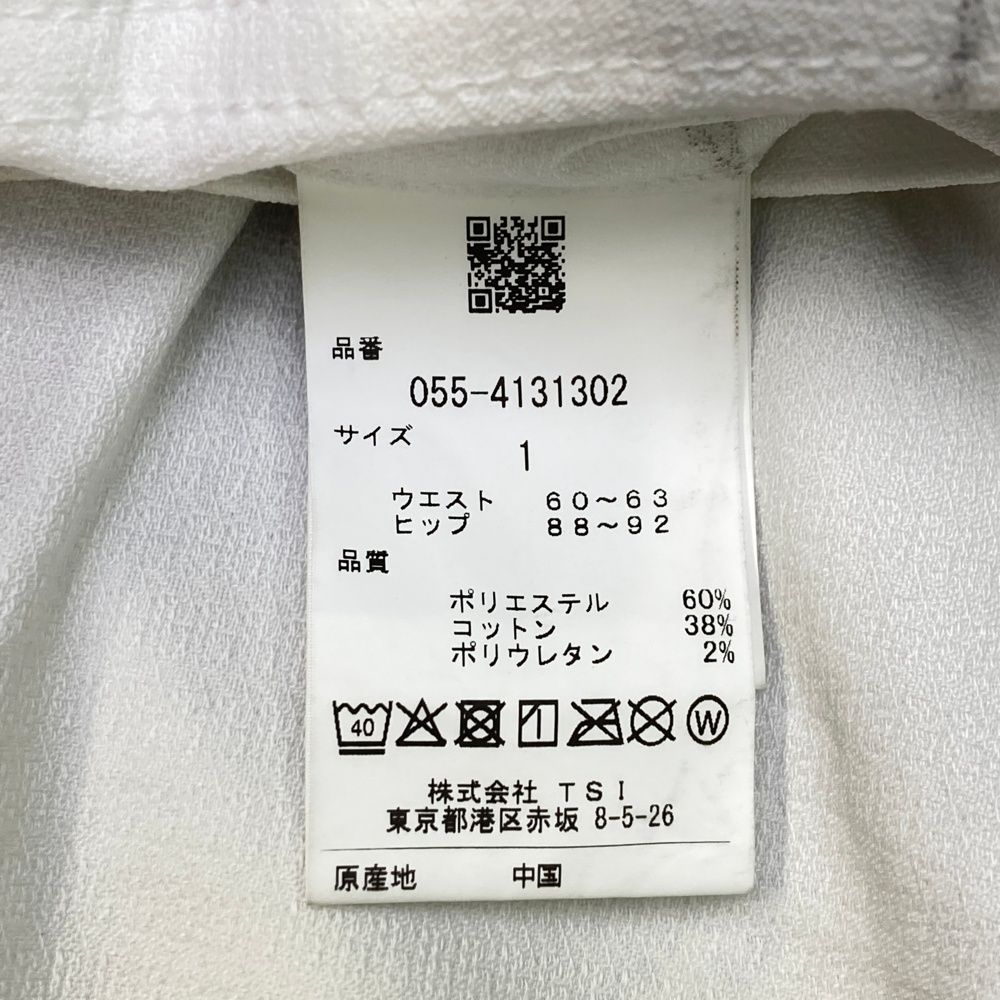 品番
055-4131302
サイズ
1
ウエスト 60～63
ヒップ 88～92
品質
ポリエステル 60%
コットン 38%
ポリウレタン 2%
40 W
株式会社 TSI
東京都港区赤坂 8-5-26
原産地 中国